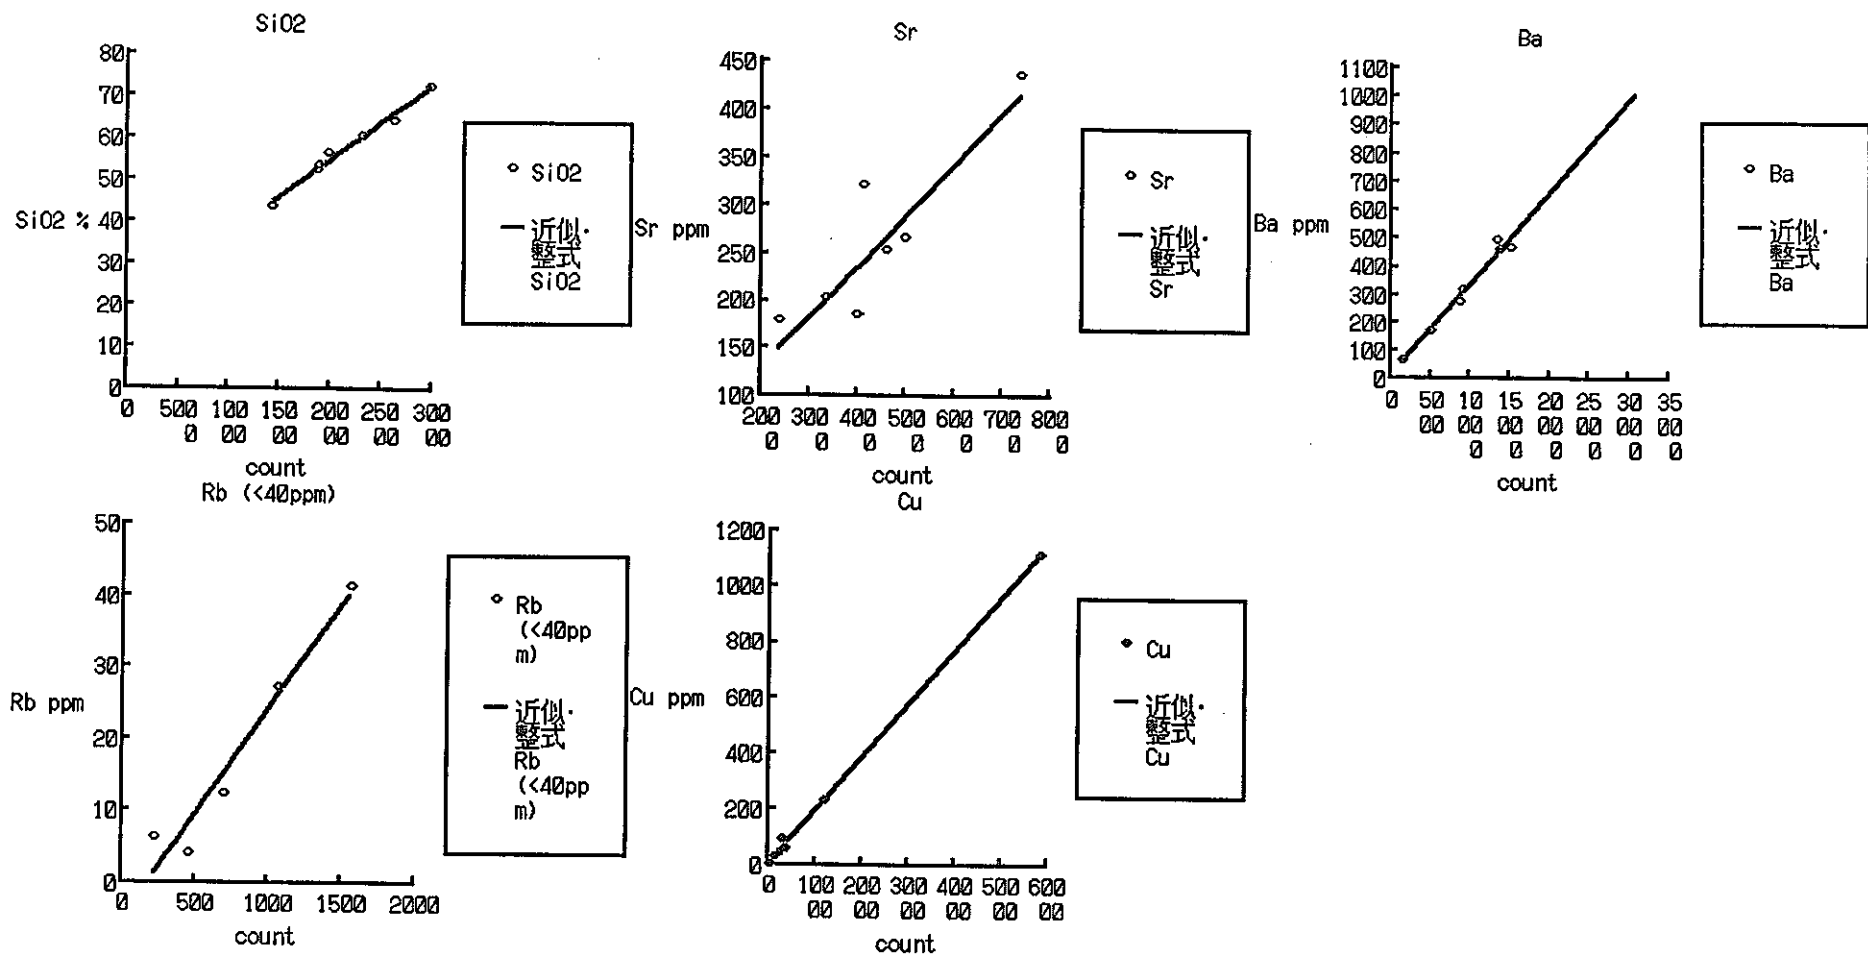 SiO2
80
70
60
50
SiO2 % 40
30
20
10
0
0 500 100 150 200 250 300
0 00 00 00 00 00
count
SiO2
近似・
整式
SiO2
Sr
450
400
350
300
Sr ppm
250
200
150
100
200 300 400 500 600 700 800
0 0 0 0 0 0 0
count
Sr
近似・
整式
Sr
Ba
1100
1000
900
800
700
600
Ba ppm
500
400
300
200
100
0
0 50 10 15 20 25 30 35
00 00 00 00 00 00 00
0 0 0 0 0 0
count
Ba
近似・
整式
Ba
Rb (<40ppm)
50
40
30
Rb ppm
20
10
0
0 500 1000 1500 2000
count
Rb
(<40pp
m)
近似・
整式
Rb
(<40pp
m)
Cu
1200
1000
800
Cu ppm 600
400
200
0
0 100 200 300 400 500 600
00 00 00 00 00 00
count
Cu
近似・
整式
Cu